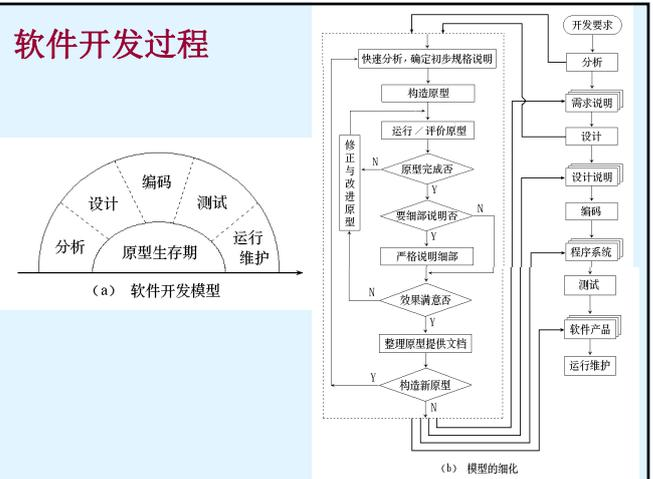 软件开发过程
分析
设计
编码
测试
运行
维护
原型生存期
（a） 软件开发模型
快速分析，确定初步规格说明
构造原型
运行／评价原型
修正与改进原型
原型完成否
N
Y
要细部说明否
N
Y
严格说明细部
效果满意否
N
Y
整理原型提供文档
构造新原型
Y
N
开发要求
分析
需求说明
设计
设计说明
编码
程序系统
测试
软件产品
运行维护
（b） 模型的细化